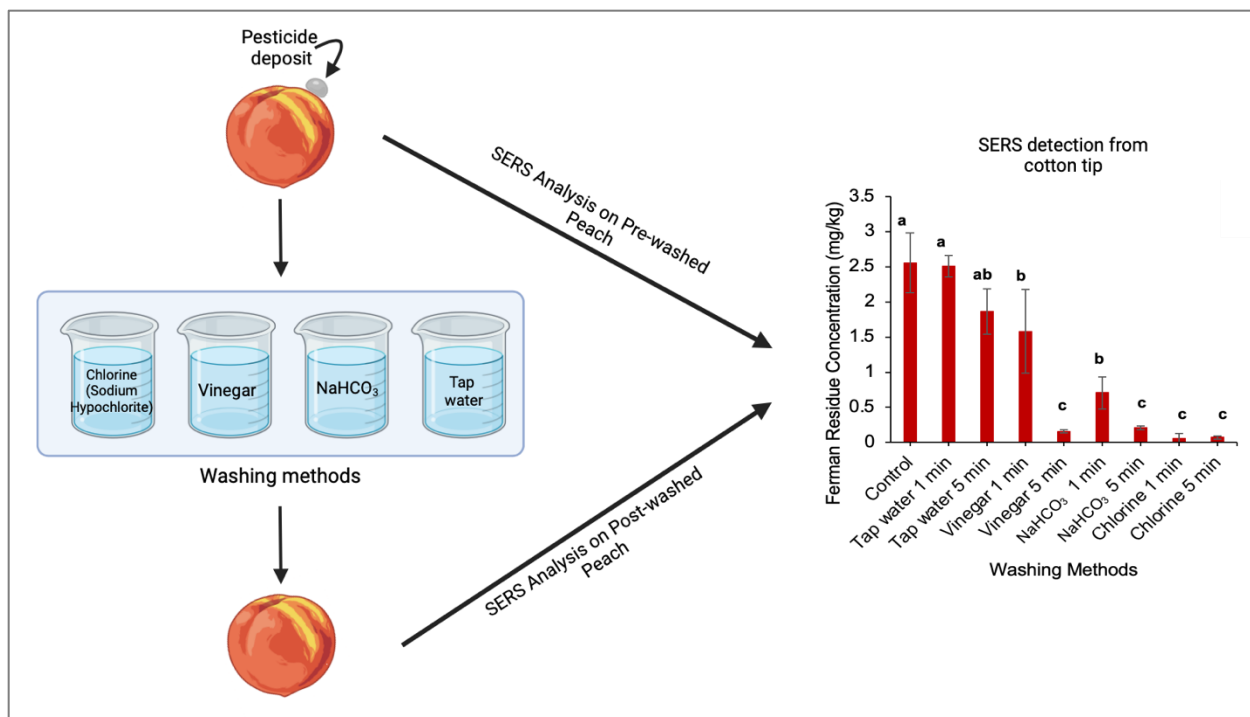 Pesticide
deposit
SERS Analysis on Pre-washed
Peach
Chlorine
(Sodium
Hypochlorite)
Vinegar
NaHCO₃
Tap
water
Washing methods
SERS Analysis on Post-washed
Peach
SERS detection from
cotton tip
Ferman Residue Concentration (mg/kg)
3.5
3
2.5
2
1.5
1
0.5
0
a
a
ab
b
c
b
c
c
c
Control
Tap water 1 min
Tap water 5 min
Vinegar 1 min
Vinegar 5 min
NaHCO₃ 1 min
NaHCO₃ 5 min
Chlorine 1 min
Chlorine 5 min
Washing Methods